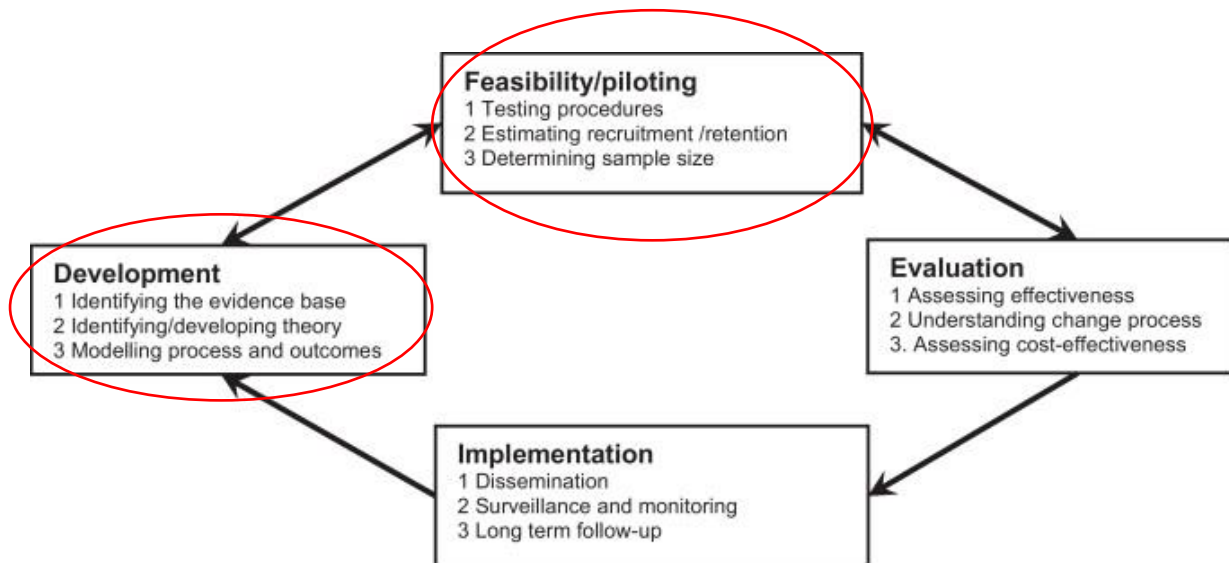 Feasibility/piloting
1 Testing procedures
2 Estimating recruitment /retention
3 Determining sample size
Development
1 Identifying the evidence base
2 Identifying/developing theory
3 Modelling process and outcomes
Evaluation
1 Assessing effectiveness
2 Understanding change process
3. Assessing cost-effectiveness
Implementation
1 Dissemination
2 Surveillance and monitoring
3 Long term follow-up